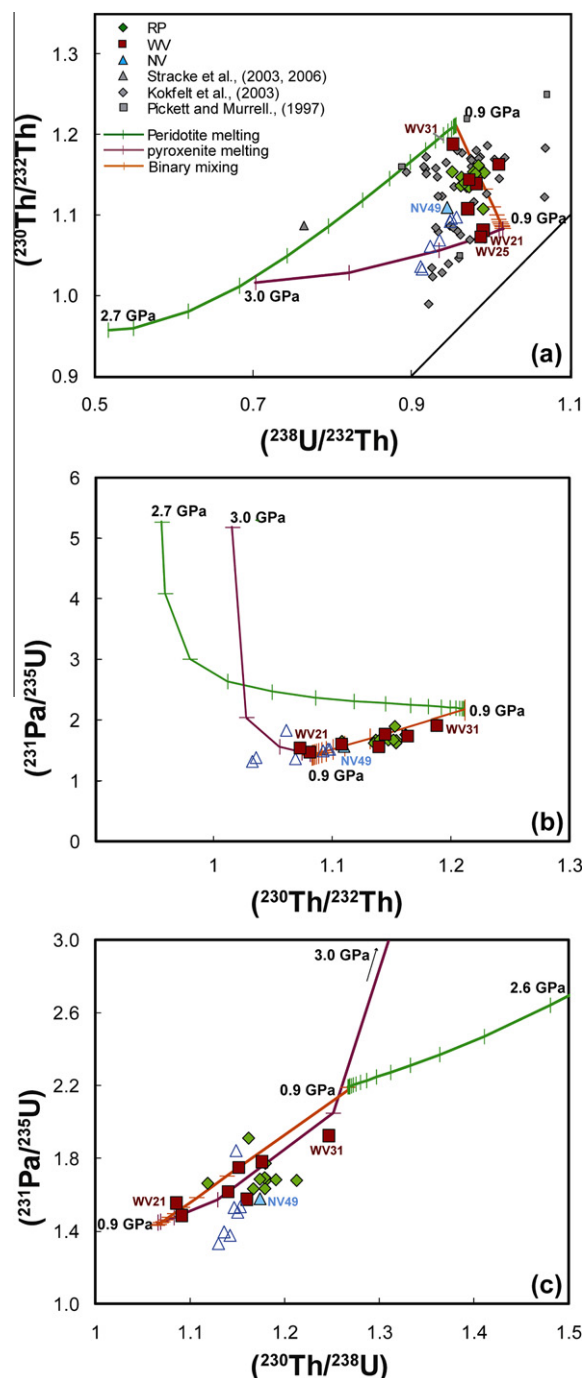 1.3
1.2
1.1
1.0
0.9
(²³⁰Th/²³²Th)
RP
WV
NV
Stracke et al., (2003, 2006)
Kokfelt et al. (2003)
Pickett and Murrell., (1997)
Peridotite melting
pyroxenite melting
Binary mixing
0.9 GPa
WV31
NV49
0.9 GPa
WV21
WV25
3.0 GPa
2.7 GPa
(a)
0.5 0.7 0.9 1.1
(²³⁸U/²³²Th)
6
5
4
3
2
1
0
(²³¹Pa/²³⁵U)
2.7 GPa
3.0 GPa
0.9 GPa
WV21
WV31
NV49
0.9 GPa
(b)
1 1.1 1.2 1.3
(²³⁰Th/²³²Th)
3.0
2.6
2.2
1.8
1.4
1.0
(²³¹Pa/²³⁵U)
3.0 GPa
2.6 GPa
0.9 GPa
WV31
WV21
NV49
0.9 GPa
(c)
1 1.1 1.2 1.3 1.4 1.5
(²³⁰Th/²³⁸U)